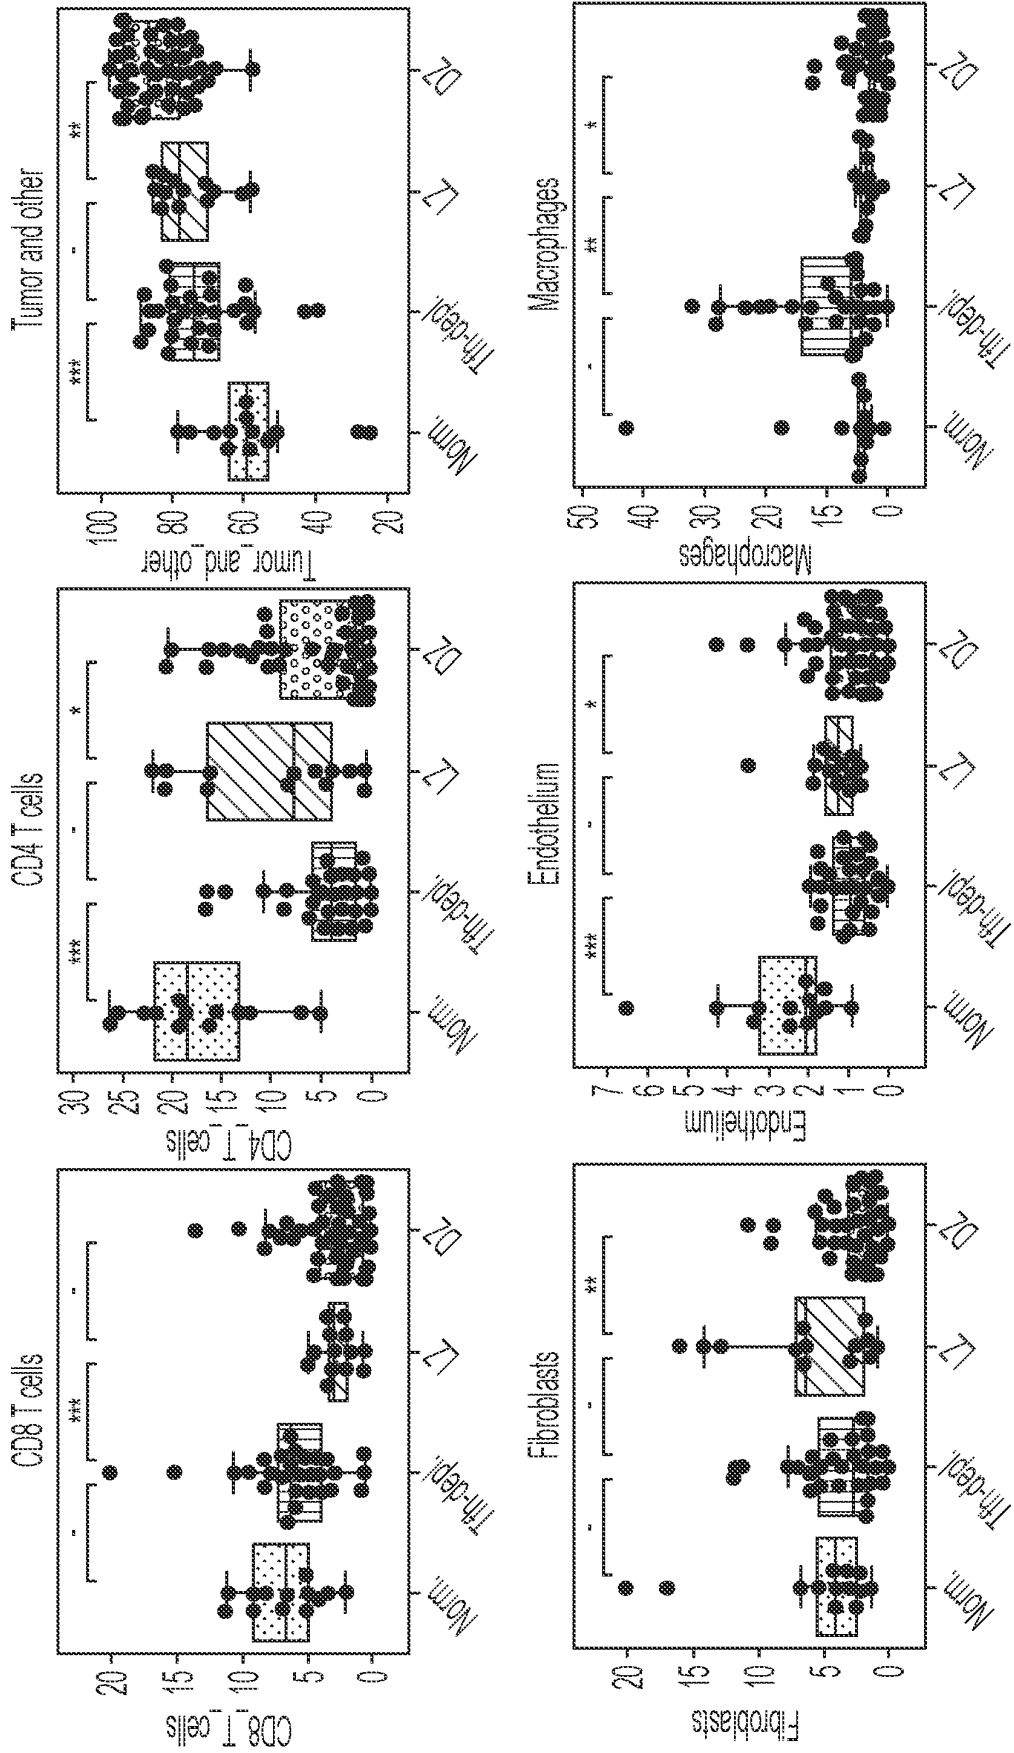 CD8 T cells
- *** -
CD8_T_cells
20
15
10
5
0
Norm. Tfh-depl. LZ DZ
CD4 T cells
*** - *
CD4_T_cells
30
25
20
15
10
5
0
Norm. Tfh-depl. LZ DZ
Tumor and other
*** - **
Tumor_and_other
100
80
60
40
20
Norm. Tfh-depl. LZ DZ
Fibroblasts
- - **
Fibroblasts
20
15
10
5
0
Norm. Tfh-depl. LZ DZ
Endothelium
*** - *
Endothelium
7
6
5
4
3
2
1
0
Norm. Tfh-depl. LZ DZ
Macrophages
- ** *
Macrophages
50
40
30
20
15
0
Norm. Tfh-depl. LZ DZ